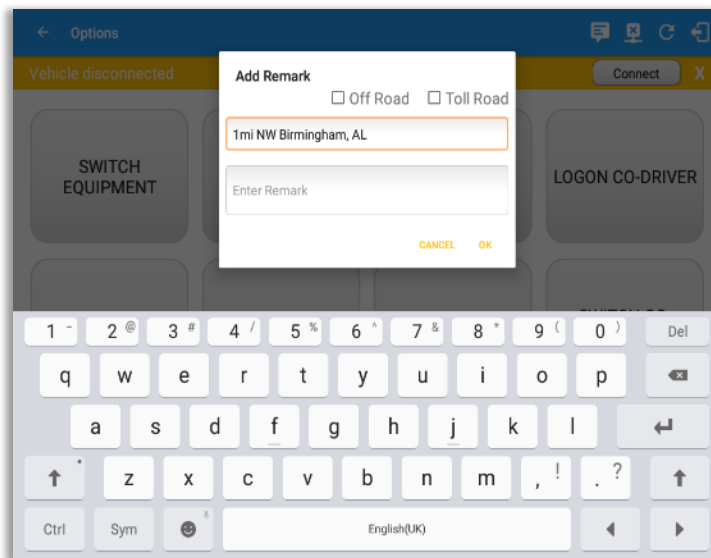 Options
Vehicle disconnected
Connect
X
Add Remark
Off Road
Toll Road
1mi NW Birmingham, AL
Enter Remark
CANCEL
OK
SWITCH
EQUIPMENT
LOGON CO-DRIVER
1 - 2 @ 3 # 4 / 5 % 6 ^ 7 & 8 * 9 ( 0 ) Del
q w e r t y u i o p
a s d f g h j k l
z x c v b n m , ! . ?
Ctrl Sym English(UK)